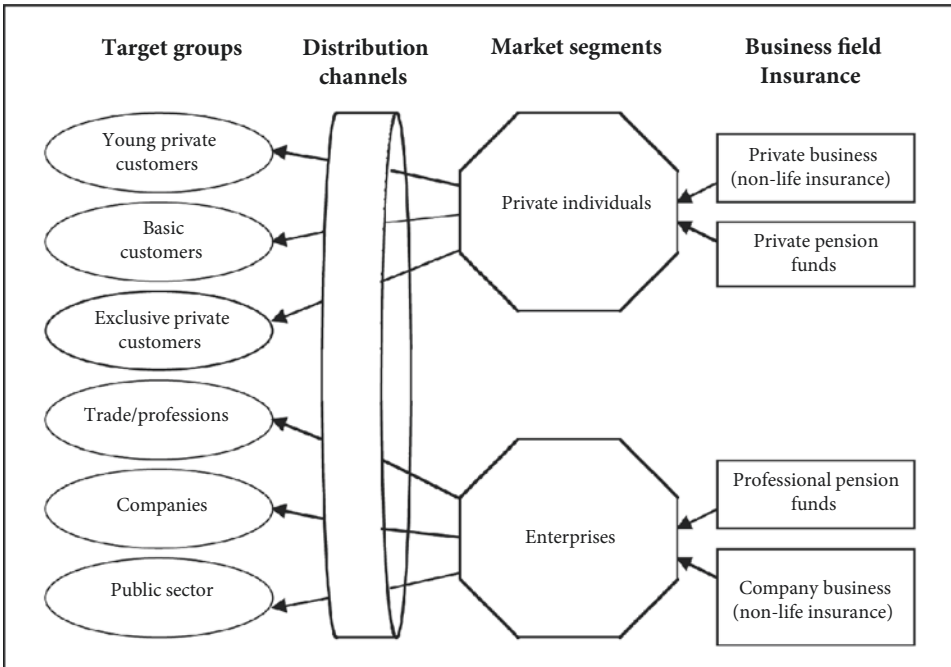 Target groups
Distribution
channels
Market segments
Business field
Insurance
Young private
customers
Basic
customers
Exclusive private
customers
Trade/professions
Companies
Public sector
Private individuals
Enterprises
Private business
(non-life insurance)
Private pension
funds
Professional pension
funds
Company business
(non-life insurance)